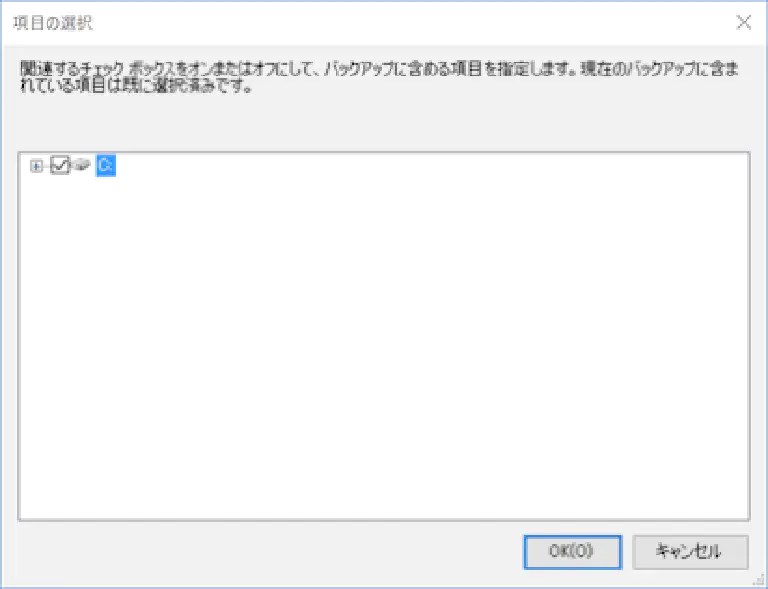 項目の選択
関連するチェック ボックスをオンまたはオフにして、バックアップに含める項目を指定します。現在のバックアップに含ま
れている項目は既に選択済みです。
C:
OK(O)
キャンセル